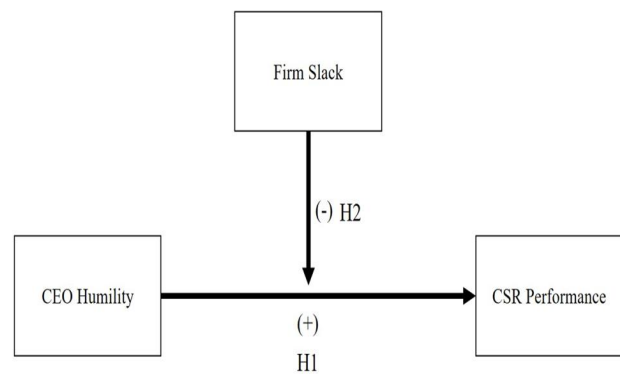 Firm Slack
(-) H2
CEO Humility
CSR Performance
(+)
H1